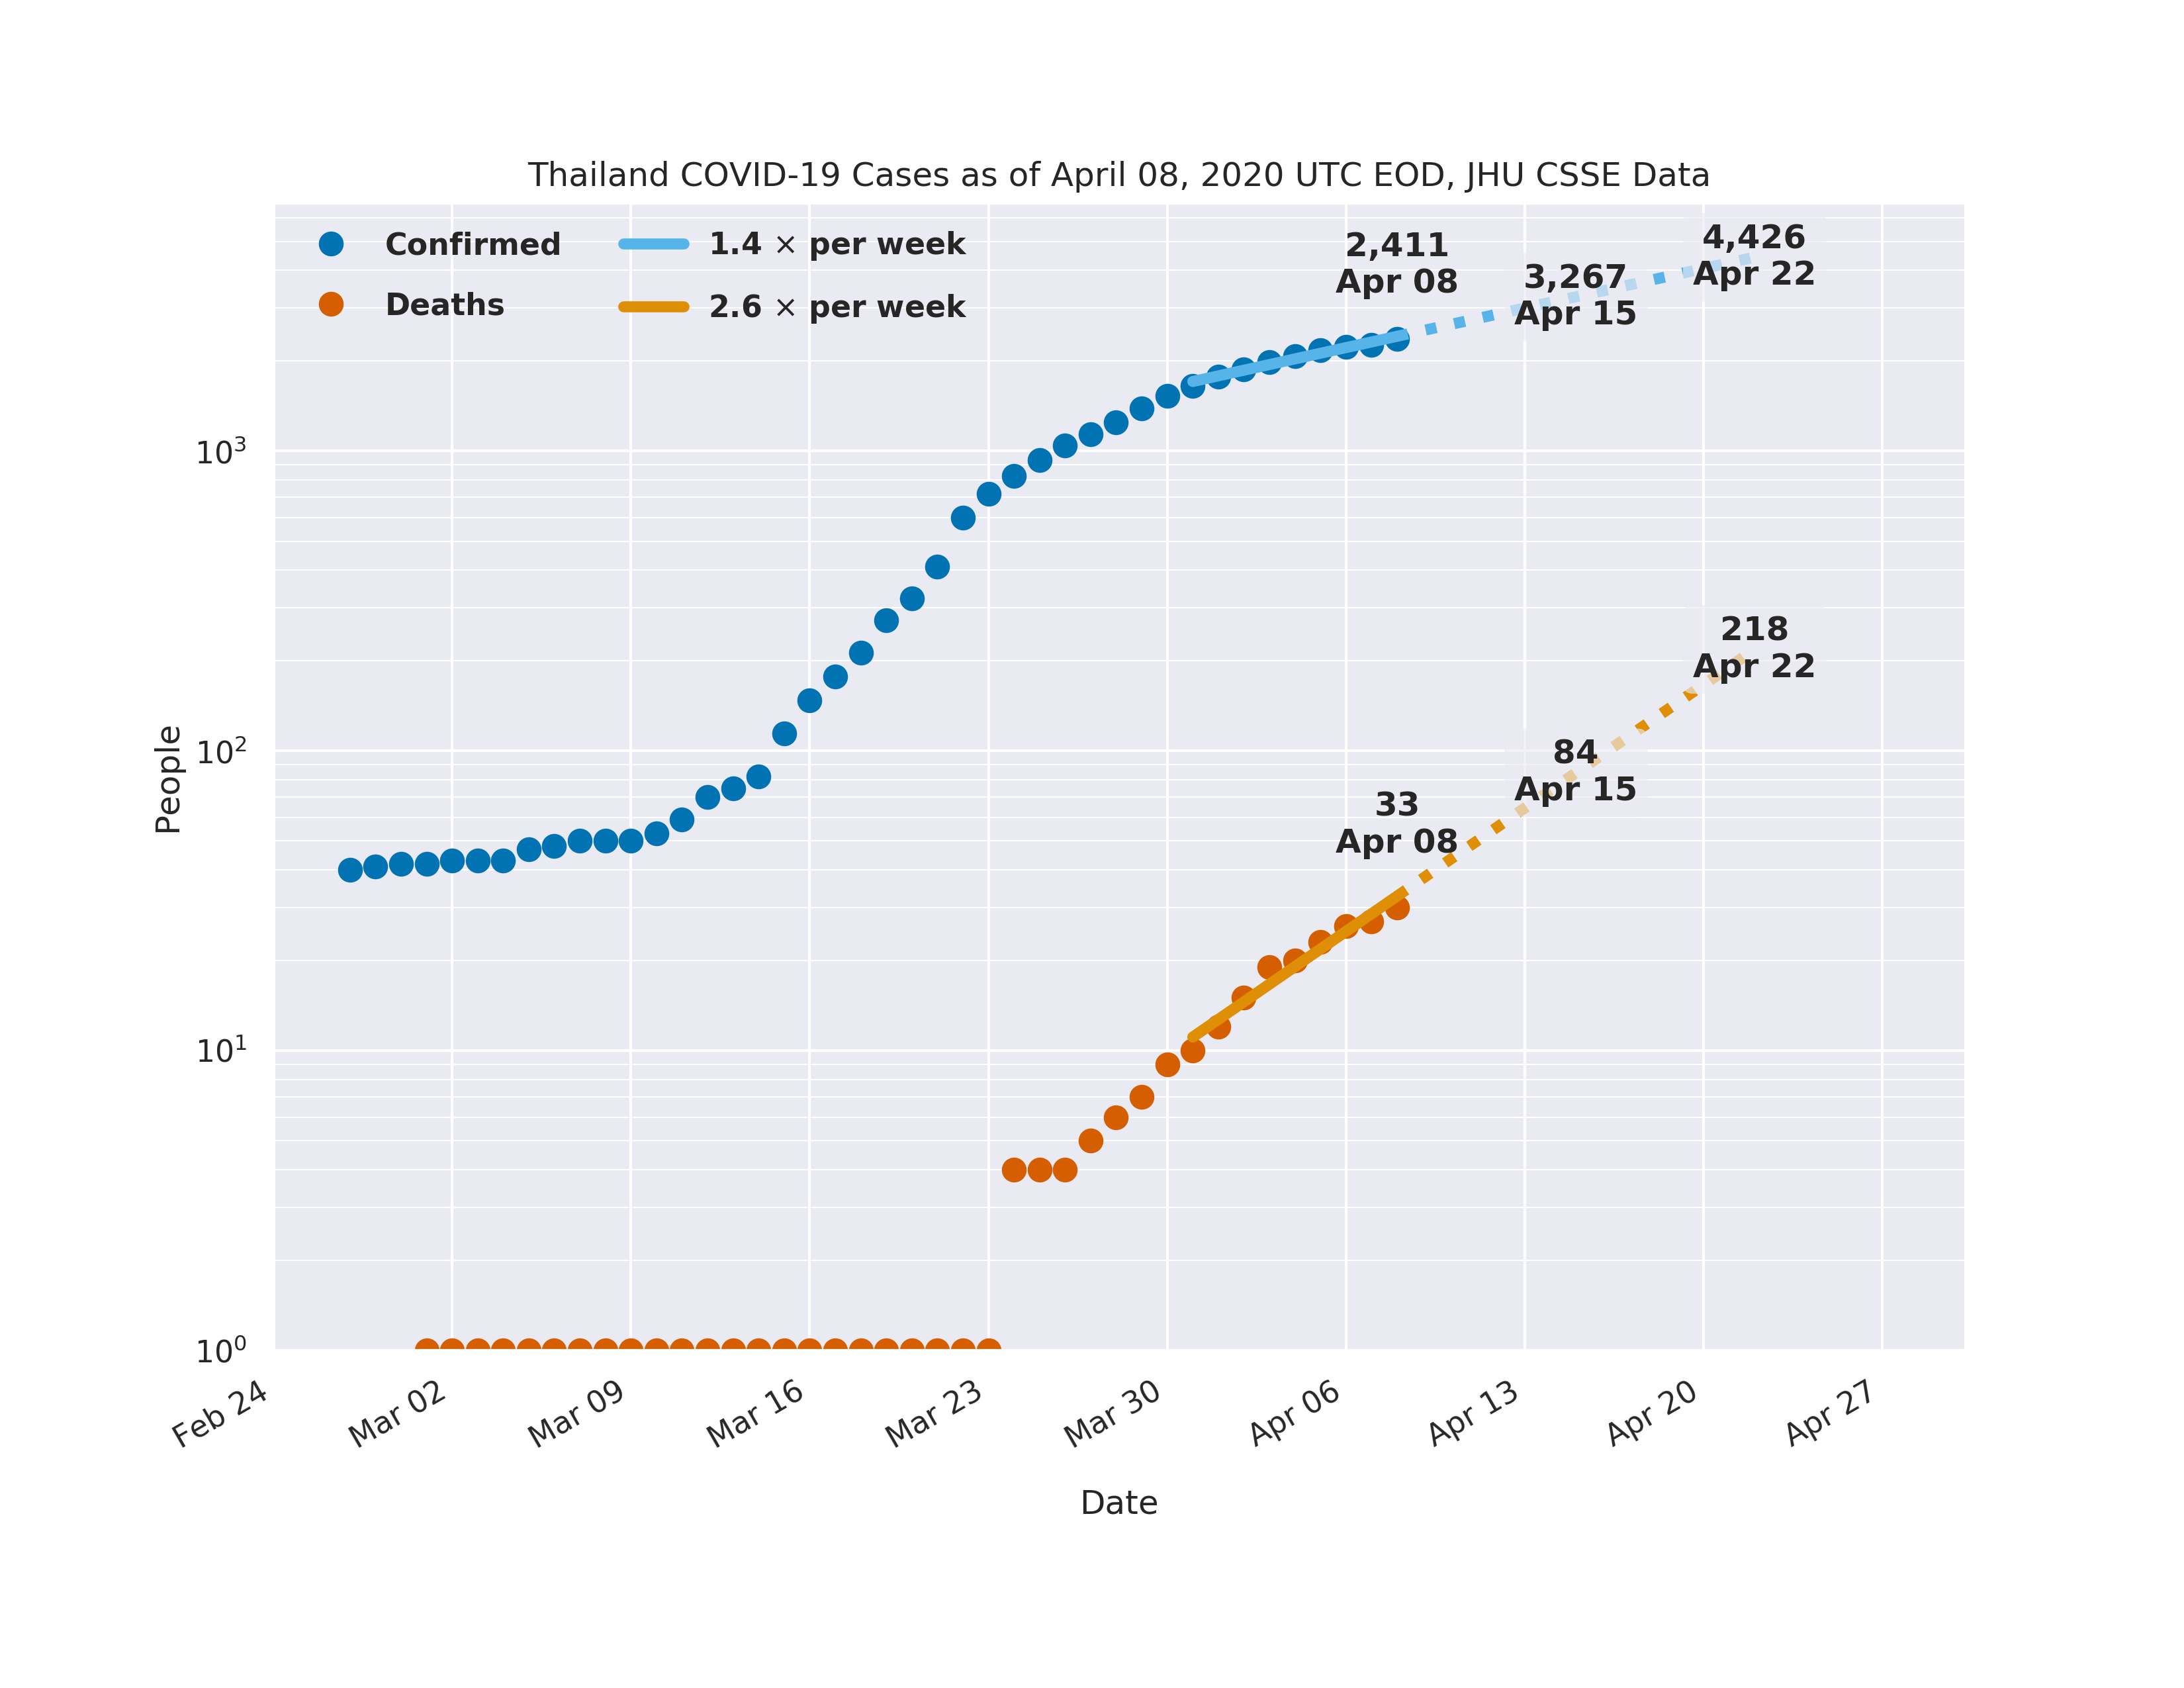 Thailand COVID-19 Cases as of April 08, 2020 UTC EOD, JHU CSSE Data
Confirmed
Deaths
1.4 × per week
2.6 × per week
2,411
Apr 08
3,267
Apr 15
4,426
Apr 22
218
Apr 22
84
Apr 15
33
Apr 08
People
10³
10²
10¹
10⁰
Feb 24
Mar 02
Mar 09
Mar 16
Mar 23
Mar 30
Apr 06
Apr 13
Apr 20
Apr 27
Date